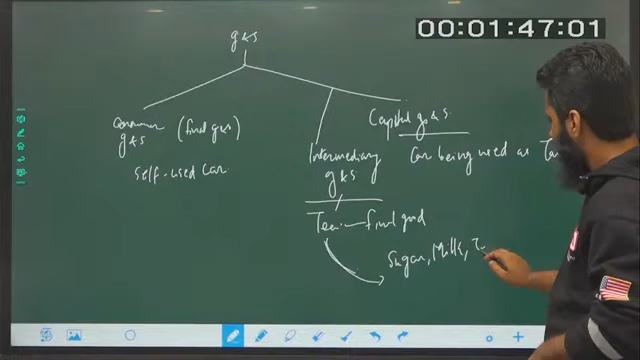 00:01:47:01
g & s
Consumer (final g&s)
g & s
self-used car
Capital g & s
Intermediary
g & s
Car being used as
Tea — final good
Sugar, Milk, T